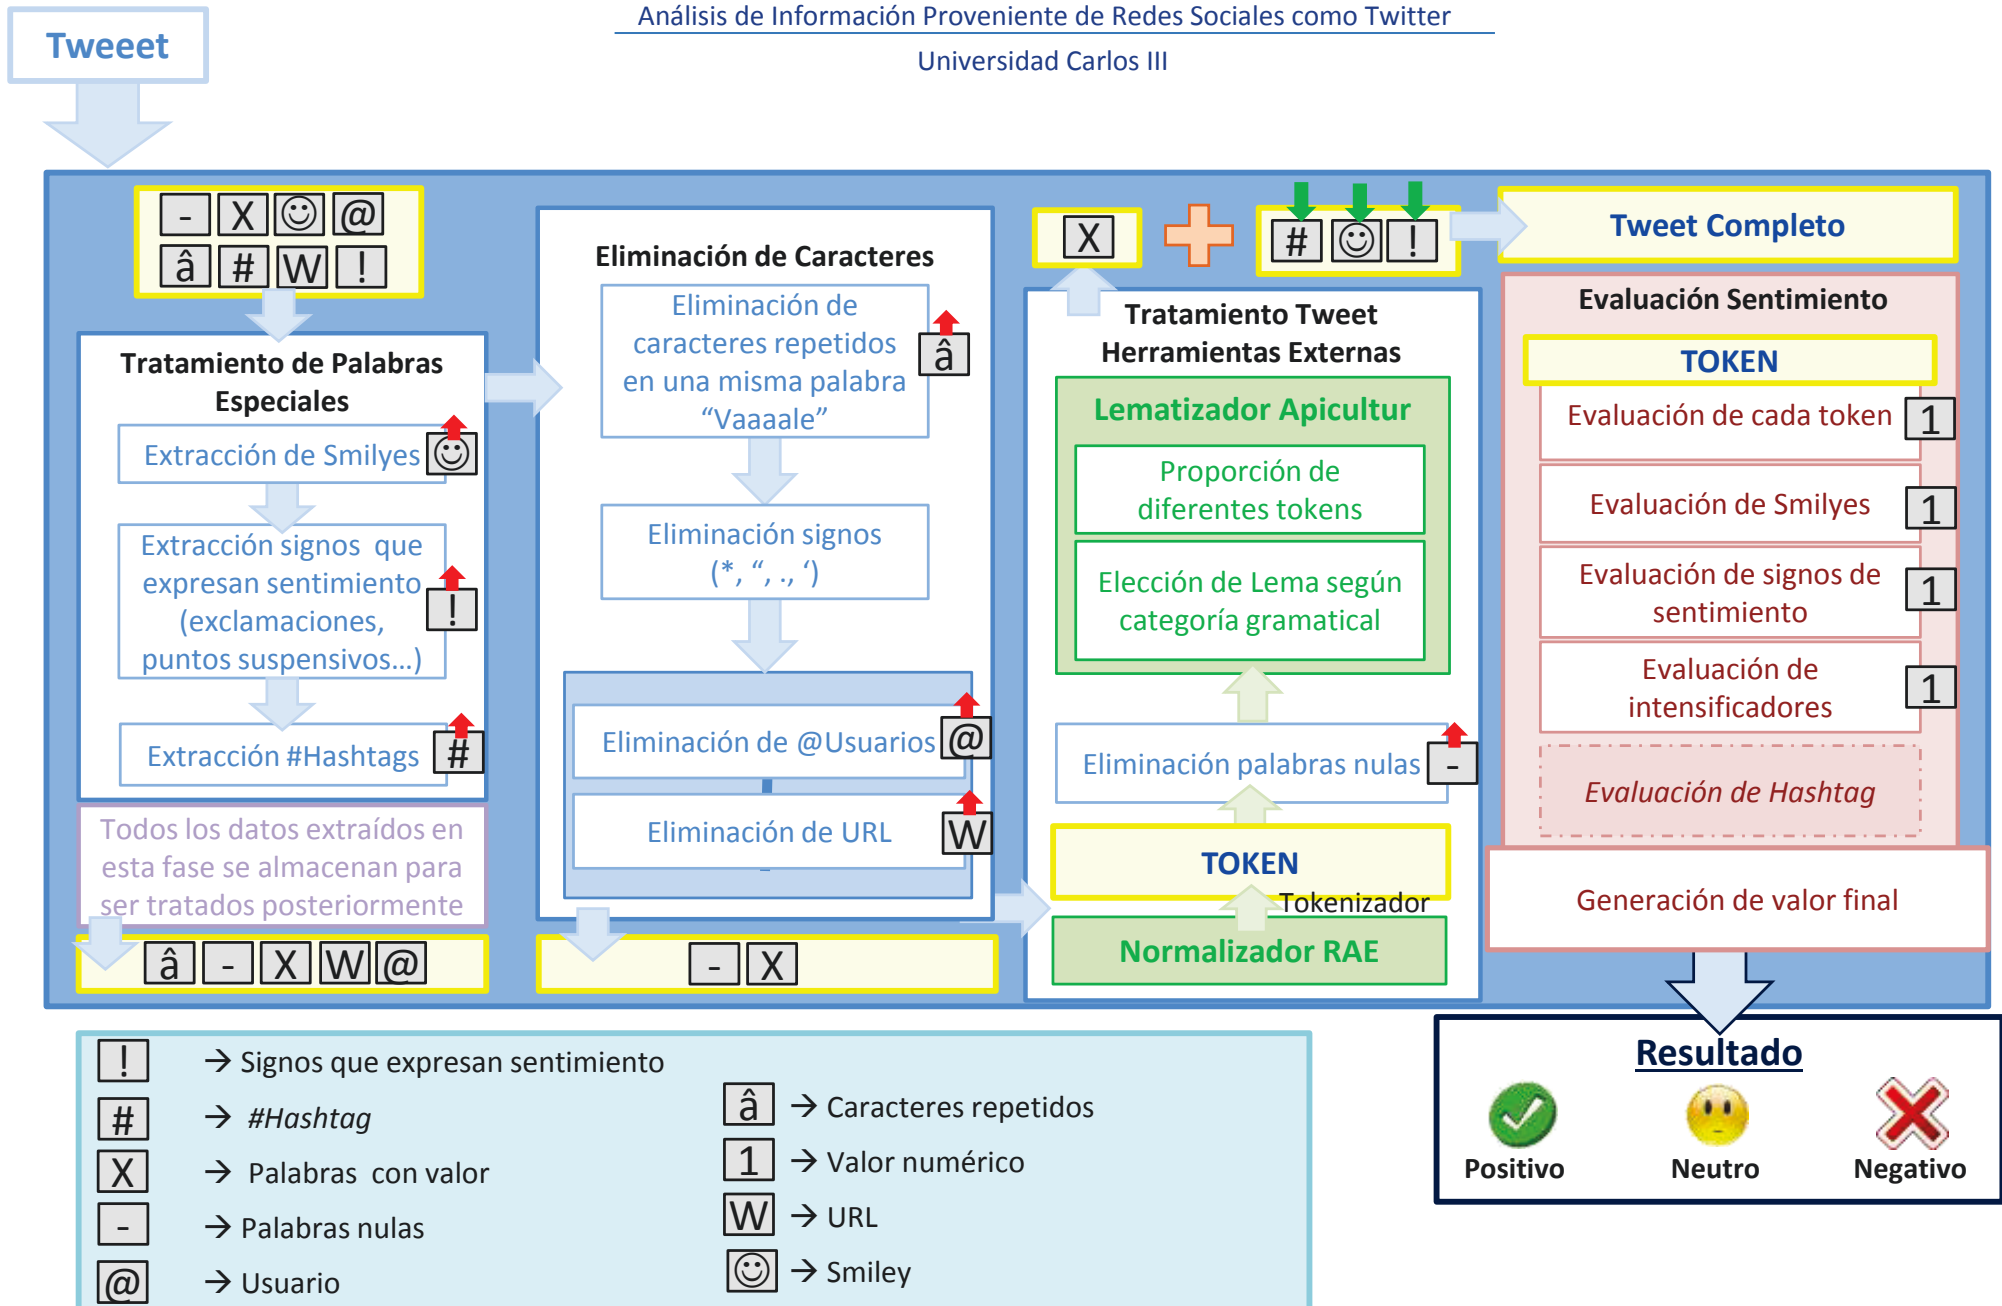 Análisis de Información Proveniente de Redes Sociales como Twitter
Universidad Carlos III
Tweeet
- X @
â # W !
Tratamiento de Palabras
Especiales
Extracción de Smilyes
Extracción signos que
expresan sentimiento
(exclamaciones,
puntos suspensivos...)
!
Extracción #Hashtags #
Todos los datos extraídos en
esta fase se almacenan para
ser tratados posteriormente
â - X W @
Eliminación de Caracteres
Eliminación de
caracteres repetidos
en una misma palabra
“Vaaaale”
â
Eliminación signos
(*, “, ., ‘)
Eliminación de @Usuarios @
Eliminación de URL W
- X
X
# !
Tratamiento Tweet
Herramientas Externas
Lematizador Apicultur
Proporción de
diferentes tokens
Elección de Lema según
categoría gramatical
Eliminación palabras nulas -
TOKEN
Tokenizador
Normalizador RAE
Tweet Completo
Evaluación Sentimiento
TOKEN
Evaluación de cada token 1
Evaluación de Smilyes 1
Evaluación de signos de
sentimiento
1
Evaluación de
intensificadores
1
Evaluación de Hashtag
Generación de valor final
Resultado
Positivo Neutro Negativo
! → Signos que expresan sentimiento
# → #Hashtag
X → Palabras con valor
- → Palabras nulas
@ → Usuario
â → Caracteres repetidos
1 → Valor numérico
W → URL
→ Smiley